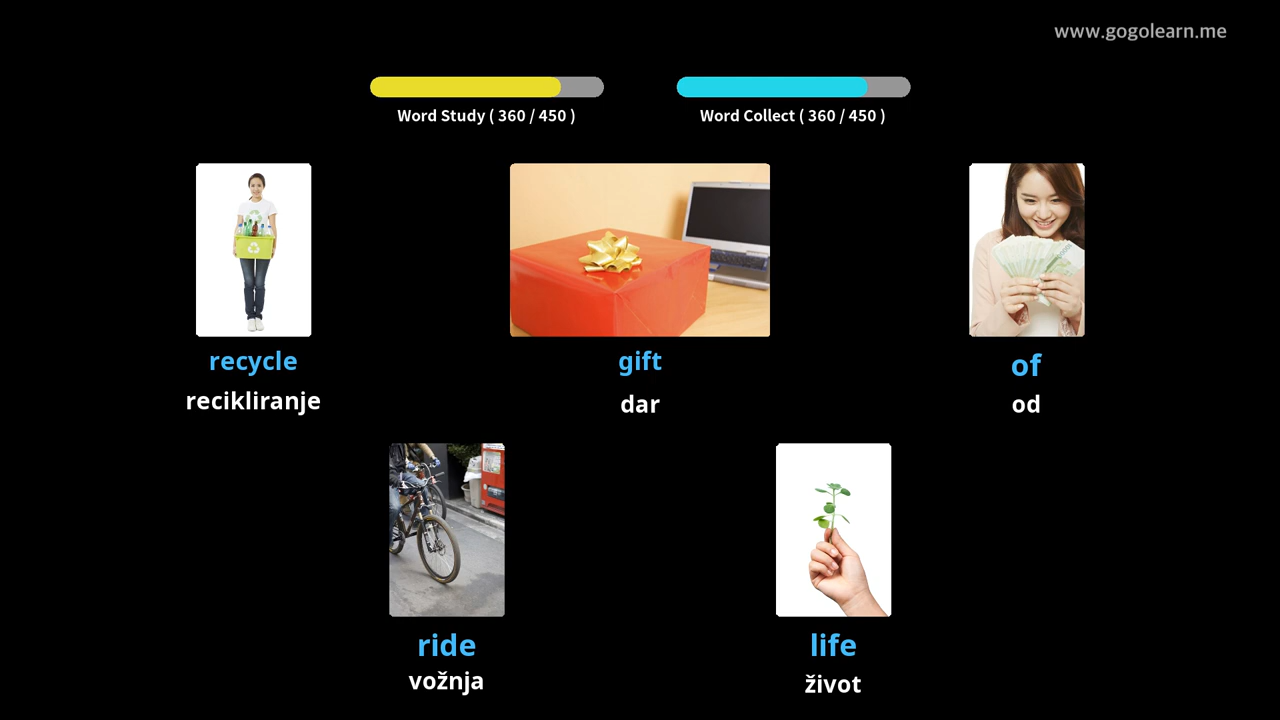 www.gogolearn.me
Word Study ( 360 / 450 )
Word Collect ( 360 / 450 )
recycle
recikliranje
gift
dar
of
od
ride
vožnja
life
život